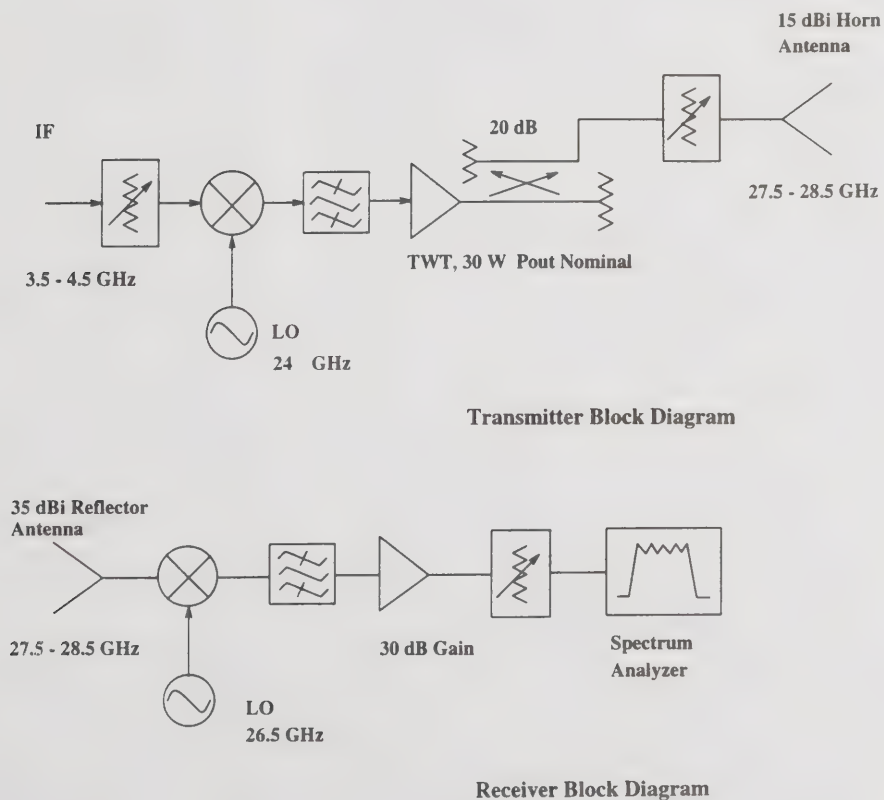 15 dBi Horn
Antenna
20 dB
IF
27.5 - 28.5 GHz
TWT, 30 W Pout Nominal
3.5 - 4.5 GHz
LO
24 GHz
Transmitter Block Diagram
35 dBi Reflector
Antenna
27.5 - 28.5 GHz
30 dB Gain
Spectrum
Analyzer
LO
26.5 GHz
Receiver Block Diagram